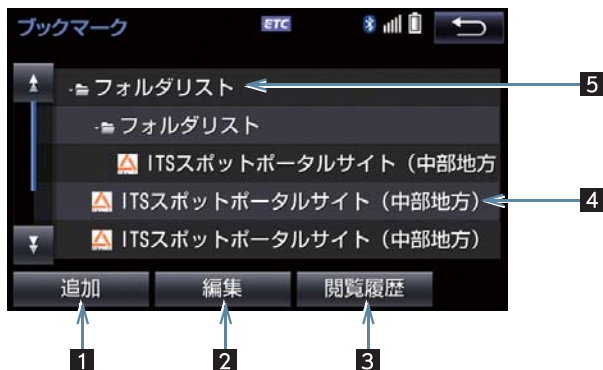 ブックマーク ETC
フォルダリスト 5
フォルダリスト
ITSスポットポータルサイト（中部地方
ITSスポットポータルサイト（中部地方） 4
ITSスポットポータルサイト（中部地方）
追加 編集 閲覧履歴
1 2 3